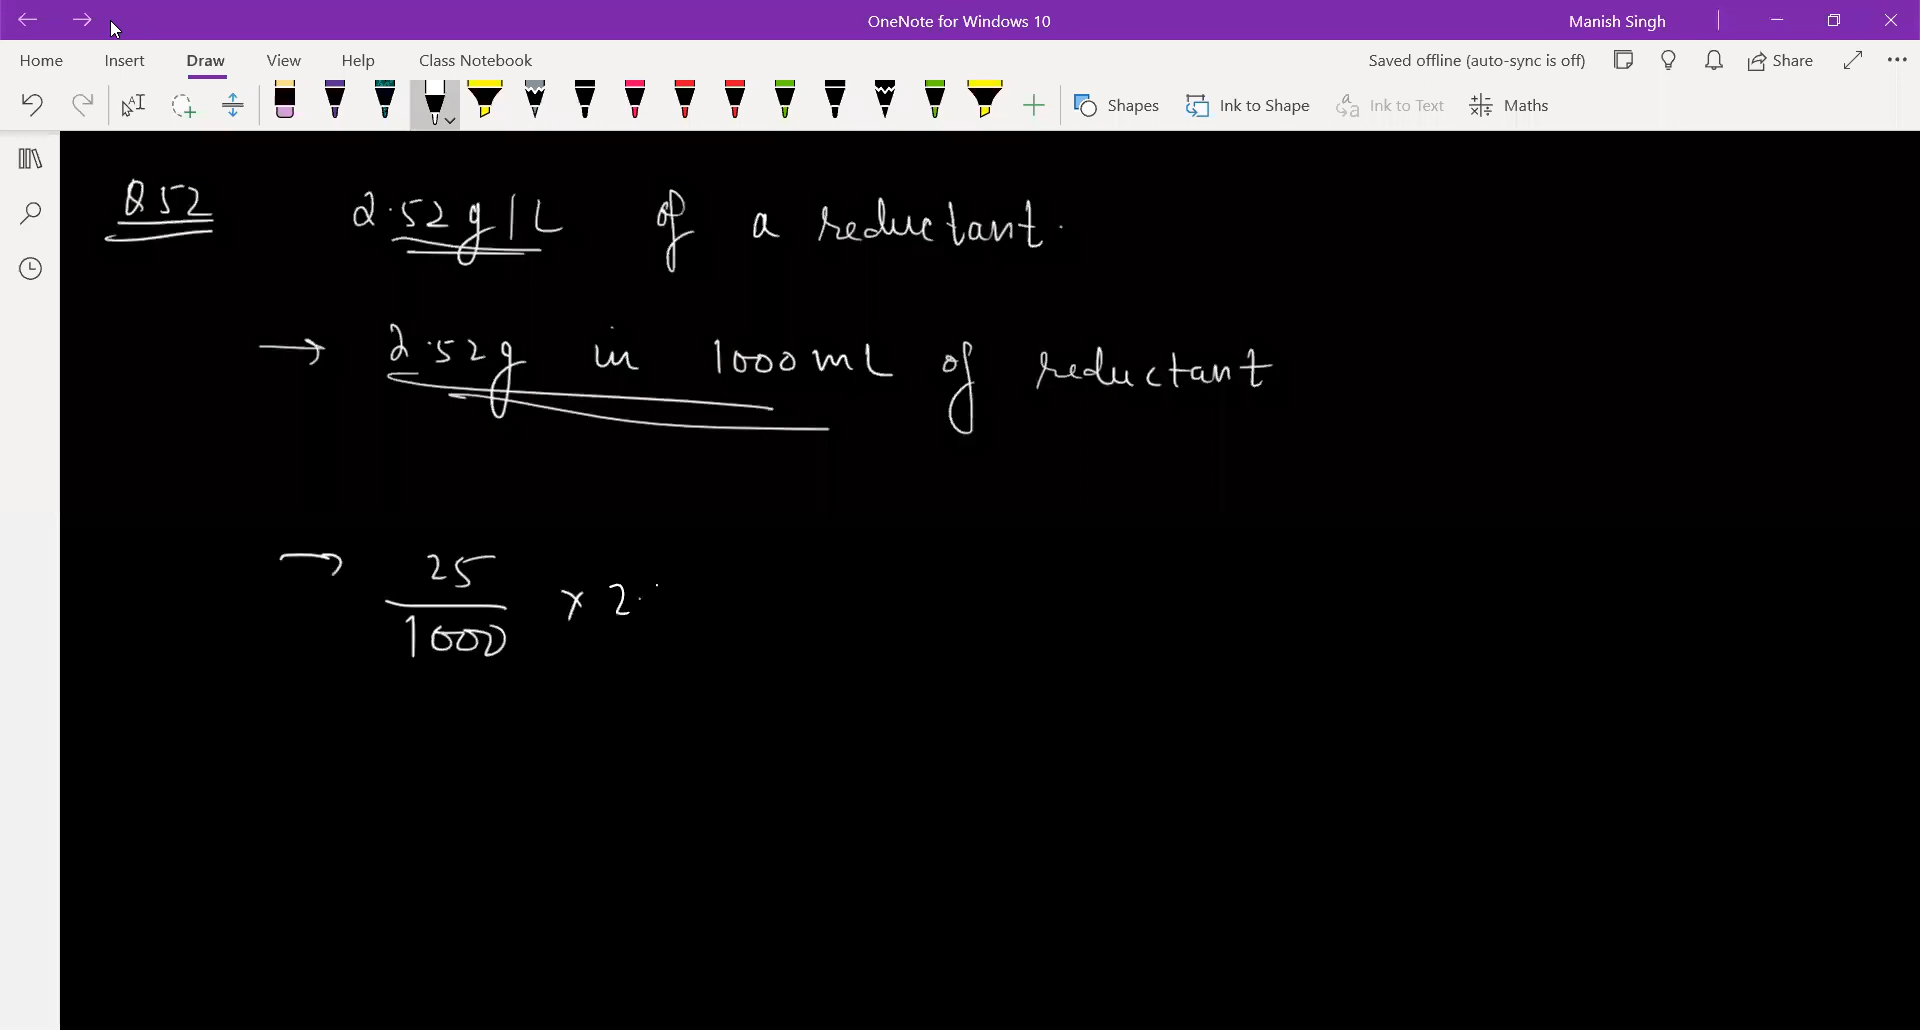 OneNote for Windows 10
Manish Singh
Home Insert Draw View Help Class Notebook
Saved offline (auto-sync is off)
Share
Shapes Ink to Shape Ink to Text Maths
Q 52 2.52 g/L of a reductant.
→ 2.52g in 1000 mL of reductant
→ 25/1000 × 2.